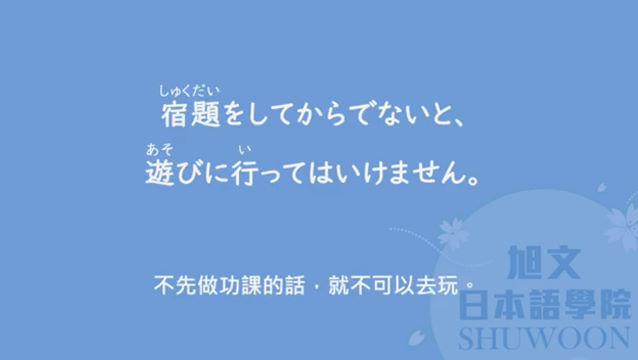 しゅくだい
宿題をしてからでないと、
あそ い
遊びに行ってはいけません。
不先做功課的話，就不可以去玩。
旭文
日本語學院
SHUWOON